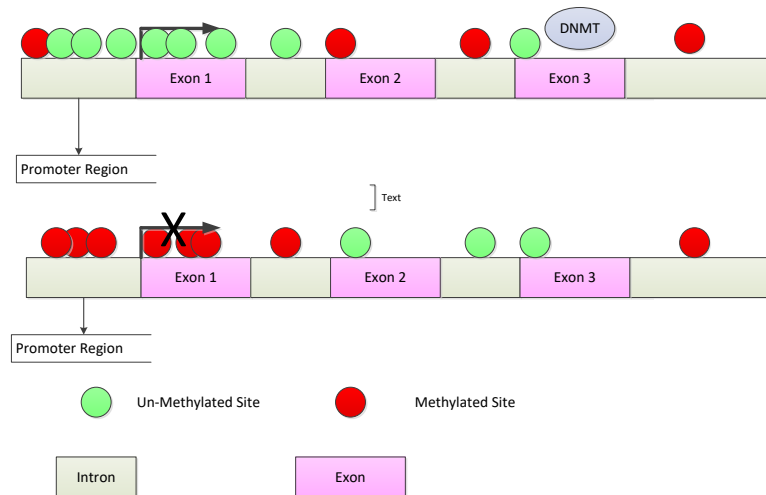 DNMT
Exon 1
Exon 2
Exon 3
Promoter Region
Text
X
Exon 1
Exon 2
Exon 3
Promoter Region
Un-Methylated Site
Methylated Site
Intron
Exon